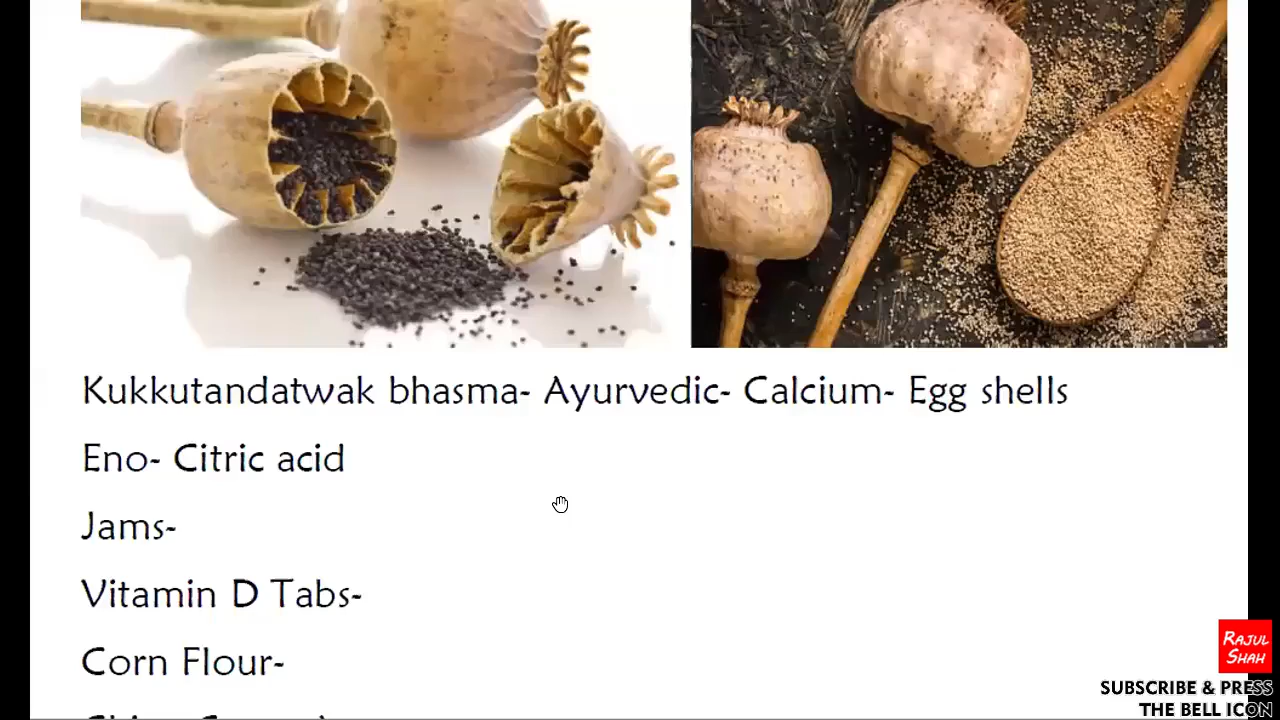 Kukkutandatwak bhasma- Ayurvedic- Calcium- Egg shells
Eno- Citric acid
Jams-
Vitamin D Tabs-
Corn Flour-
RAJUL
SHAH
SUBSCRIBE & PRESS
THE BELL ICON